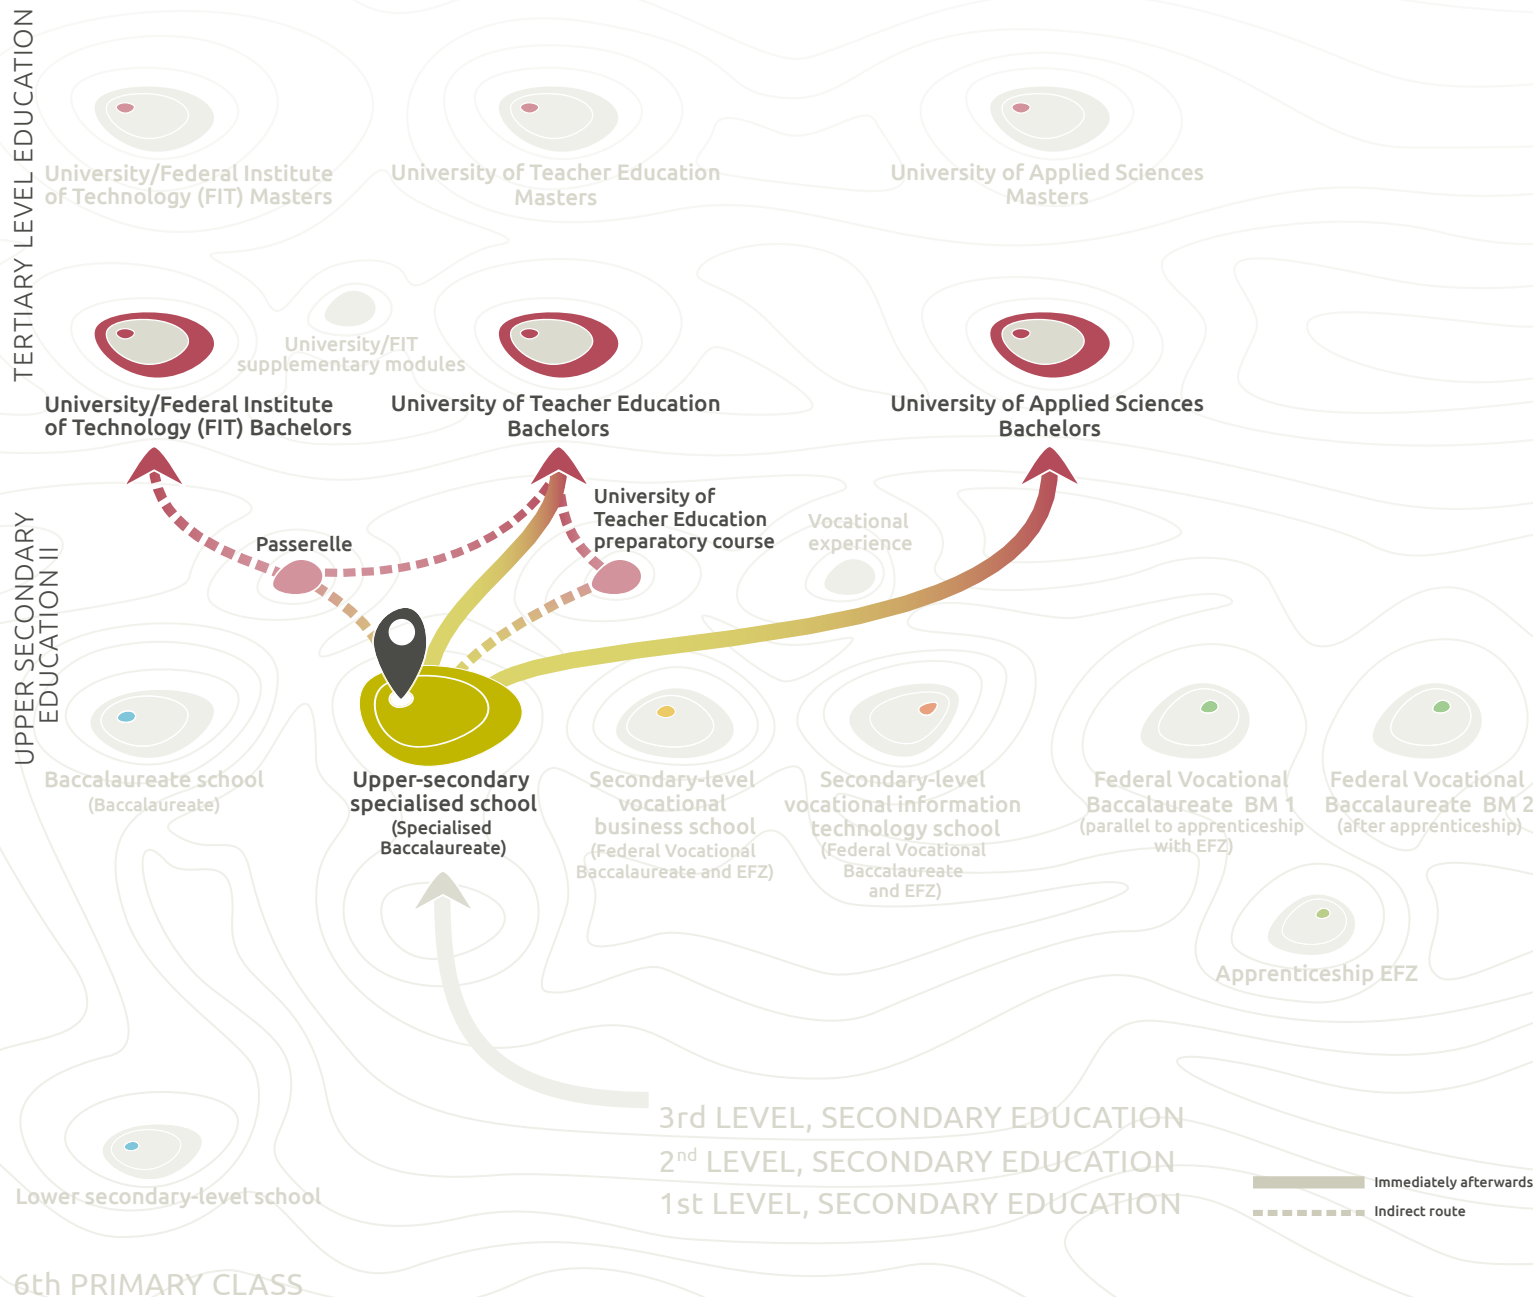 TERTIARY LEVEL EDUCATION
University/Federal Institute
of Technology (FIT) Masters
University of Teacher Education
Masters
University of Applied Sciences
Masters
University/FIT
supplementary modules
University/Federal Institute
of Technology (FIT) Bachelors
University of Teacher Education
Bachelors
University of Applied Sciences
Bachelors
UPPER SECONDARY
EDUCATION II
Passerelle
University of
Teacher Education
preparatory course
Vocational
experience
Baccalaureate school
(Baccalaureate)
Upper-secondary
specialised school
(Specialised
Baccalaureate)
Secondary-level
vocational
business school
(Federal Vocational
Baccalaureate and EFZ)
Secondary-level
vocational information
technology school
(Federal Vocational
Baccalaureate
and EFZ)
Federal Vocational
Baccalaureate BM 1
(parallel to apprenticeship
with EFZ)
Federal Vocational
Baccalaureate BM 2
(after apprenticeship)
Apprenticeship EFZ
3rd LEVEL, SECONDARY EDUCATION
2nd LEVEL, SECONDARY EDUCATION
1st LEVEL, SECONDARY EDUCATION
Lower secondary-level school
Immediately afterwards
Indirect route
6th PRIMARY CLASS